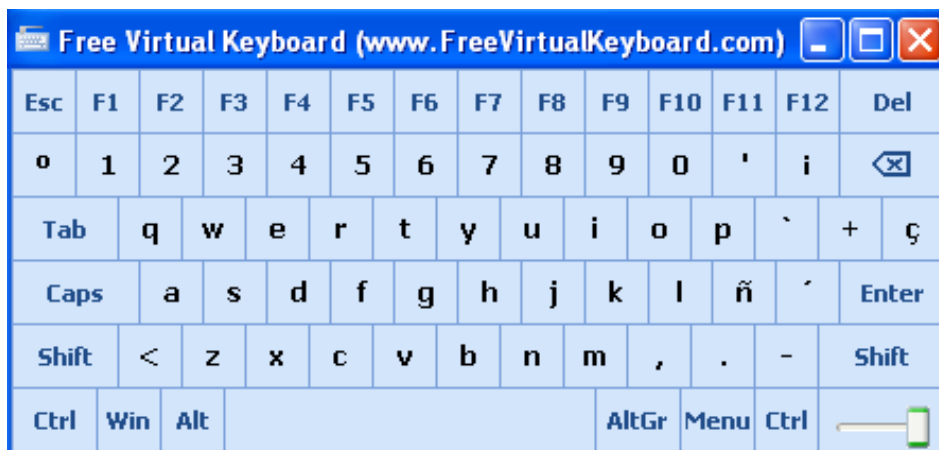 Free Virtual Keyboard (www.FreeVirtualKeyboard.com)
Esc F1 F2 F3 F4 F5 F6 F7 F8 F9 F10 F11 F12 Del
º 1 2 3 4 5 6 7 8 9 0 ' ¡
Tab q w e r t y u i o p ` + ç
Caps a s d f g h j k l ñ ´ Enter
Shift < z x c v b n m , . - Shift
Ctrl Win Alt AltGr Menu Ctrl